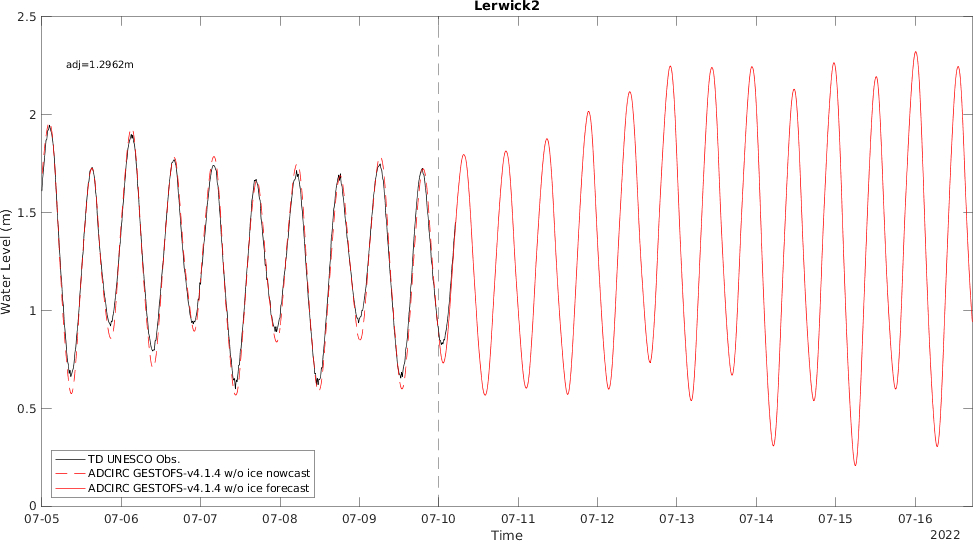 Lerwick2
2.5
2
1.5
1
0.5
0
Water Level (m)
adj=1.2962m
TD UNESCO Obs.
ADCIRC GESTOFS-v4.1.4 w/o ice nowcast
ADCIRC GESTOFS-v4.1.4 w/o ice forecast
07-05 07-06 07-07 07-08 07-09 07-10 07-11 07-12 07-13 07-14 07-15 07-16
Time
2022